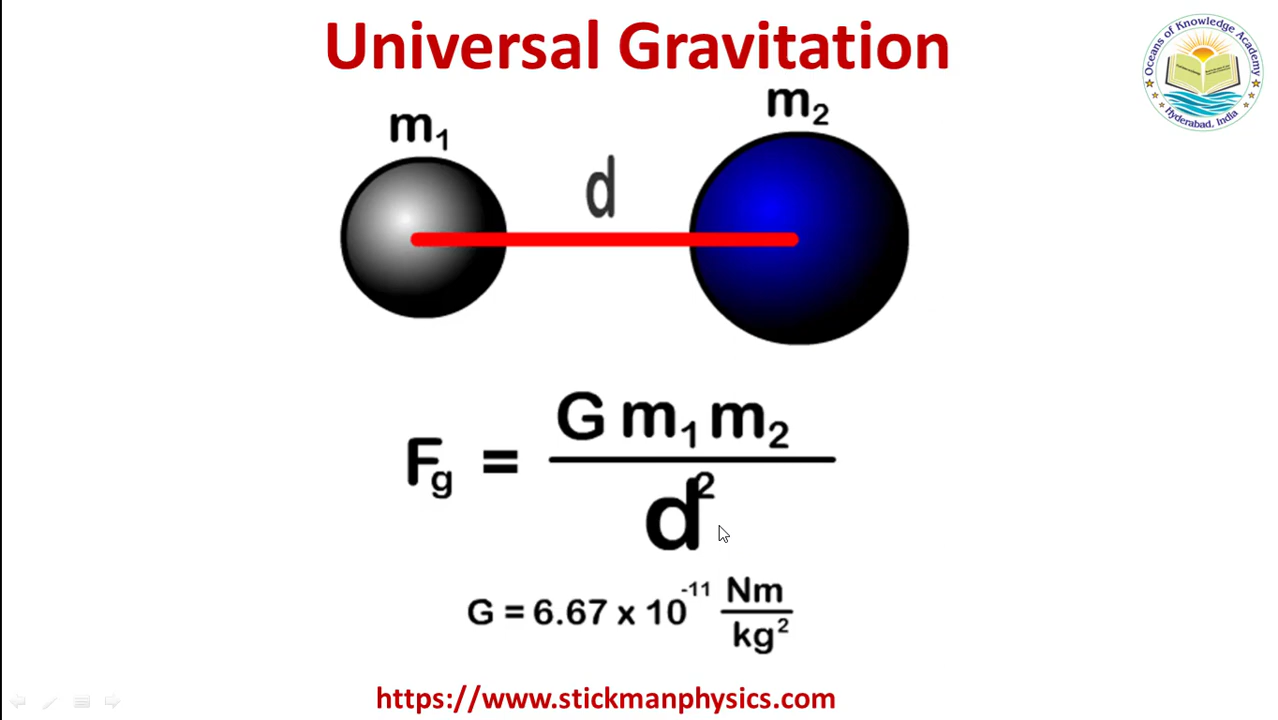 Universal Gravitation
Oceans of Knowledge Academy
Hyderabad, India
m₁
m₂
d
F_g = G m₁ m₂ / d²
G = 6.67 x 10⁻¹¹ Nm / kg²
https://www.stickmanphysics.com